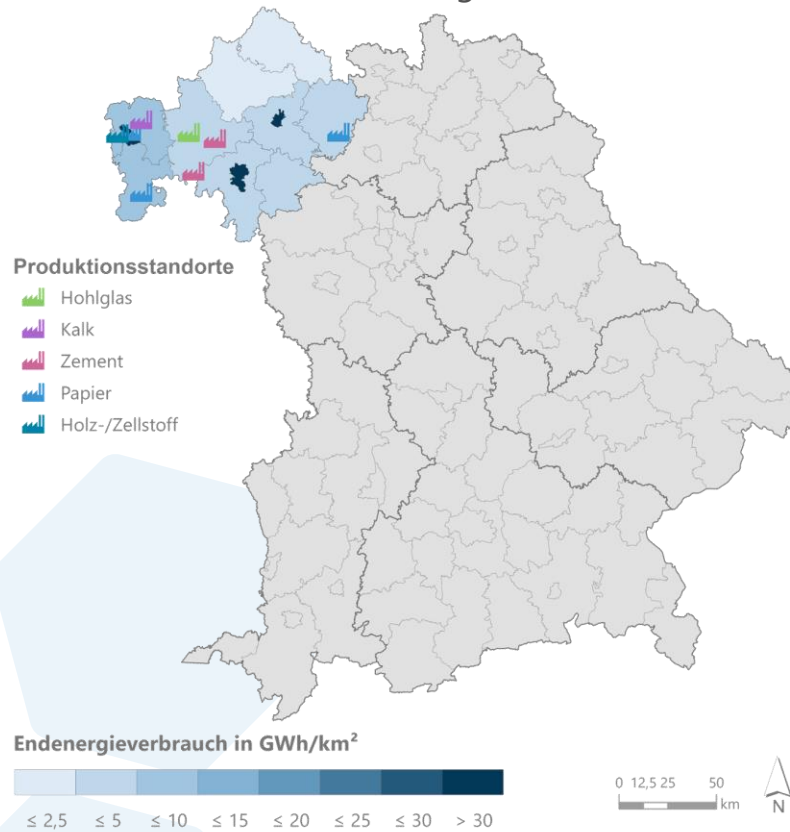 Produktionsstandorte
Hohlglas
Kalk
Zement
Papier
Holz-/Zellstoff
Endenergieverbrauch in GWh/km²
≤ 2,5 ≤ 5 ≤ 10 ≤ 15 ≤ 20 ≤ 25 ≤ 30 > 30
0 12,5 25 50
km
N